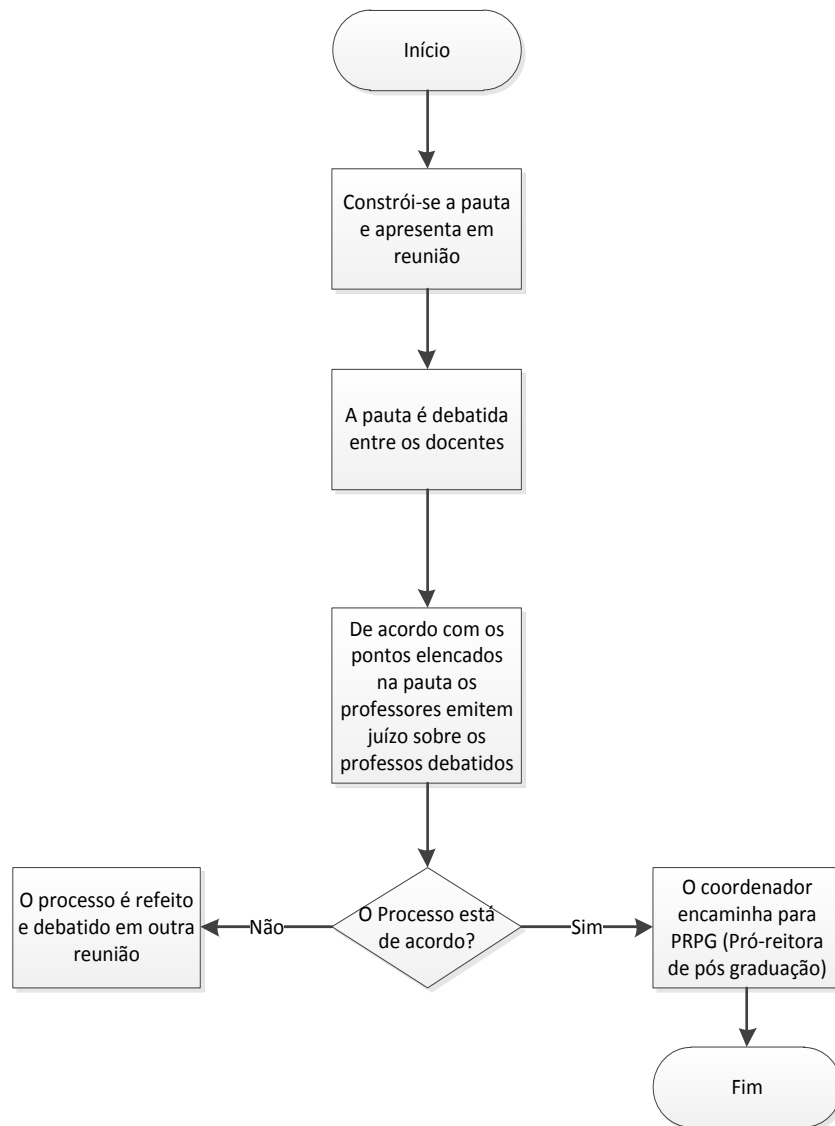 Início
Constrói-se a pauta
e apresenta em
reunião
A pauta é debatida
entre os docentes
De acordo com os
pontos elencados
na pauta os
professores emitem
juízo sobre os
professos debatidos
O Processo está
de acordo?
Não
Sim
O processo é refeito
e debatido em outra
reunião
O coordenador
encaminha para
PRPG (Pró-reitora
de pós graduação)
Fim